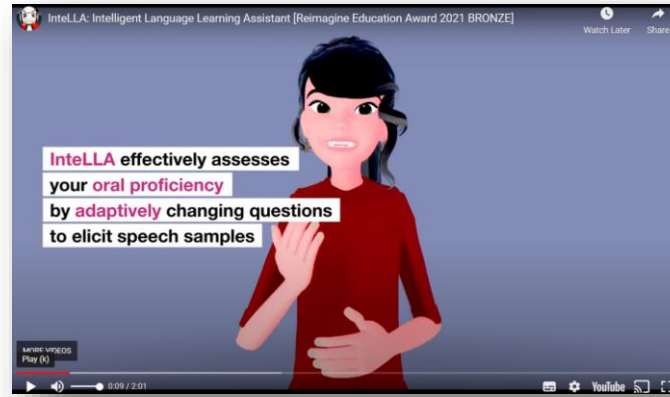 InteLLA: Intelligent Language Learning Assistant [Reimagine Education Award 2021 BRONZE]
Watch Later
Share
InteLLA effectively assesses
your oral proficiency
by adaptively changing questions
to elicit speech samples
MORE VIDEOS
Play (k)
0:09 / 2:01
YouTube